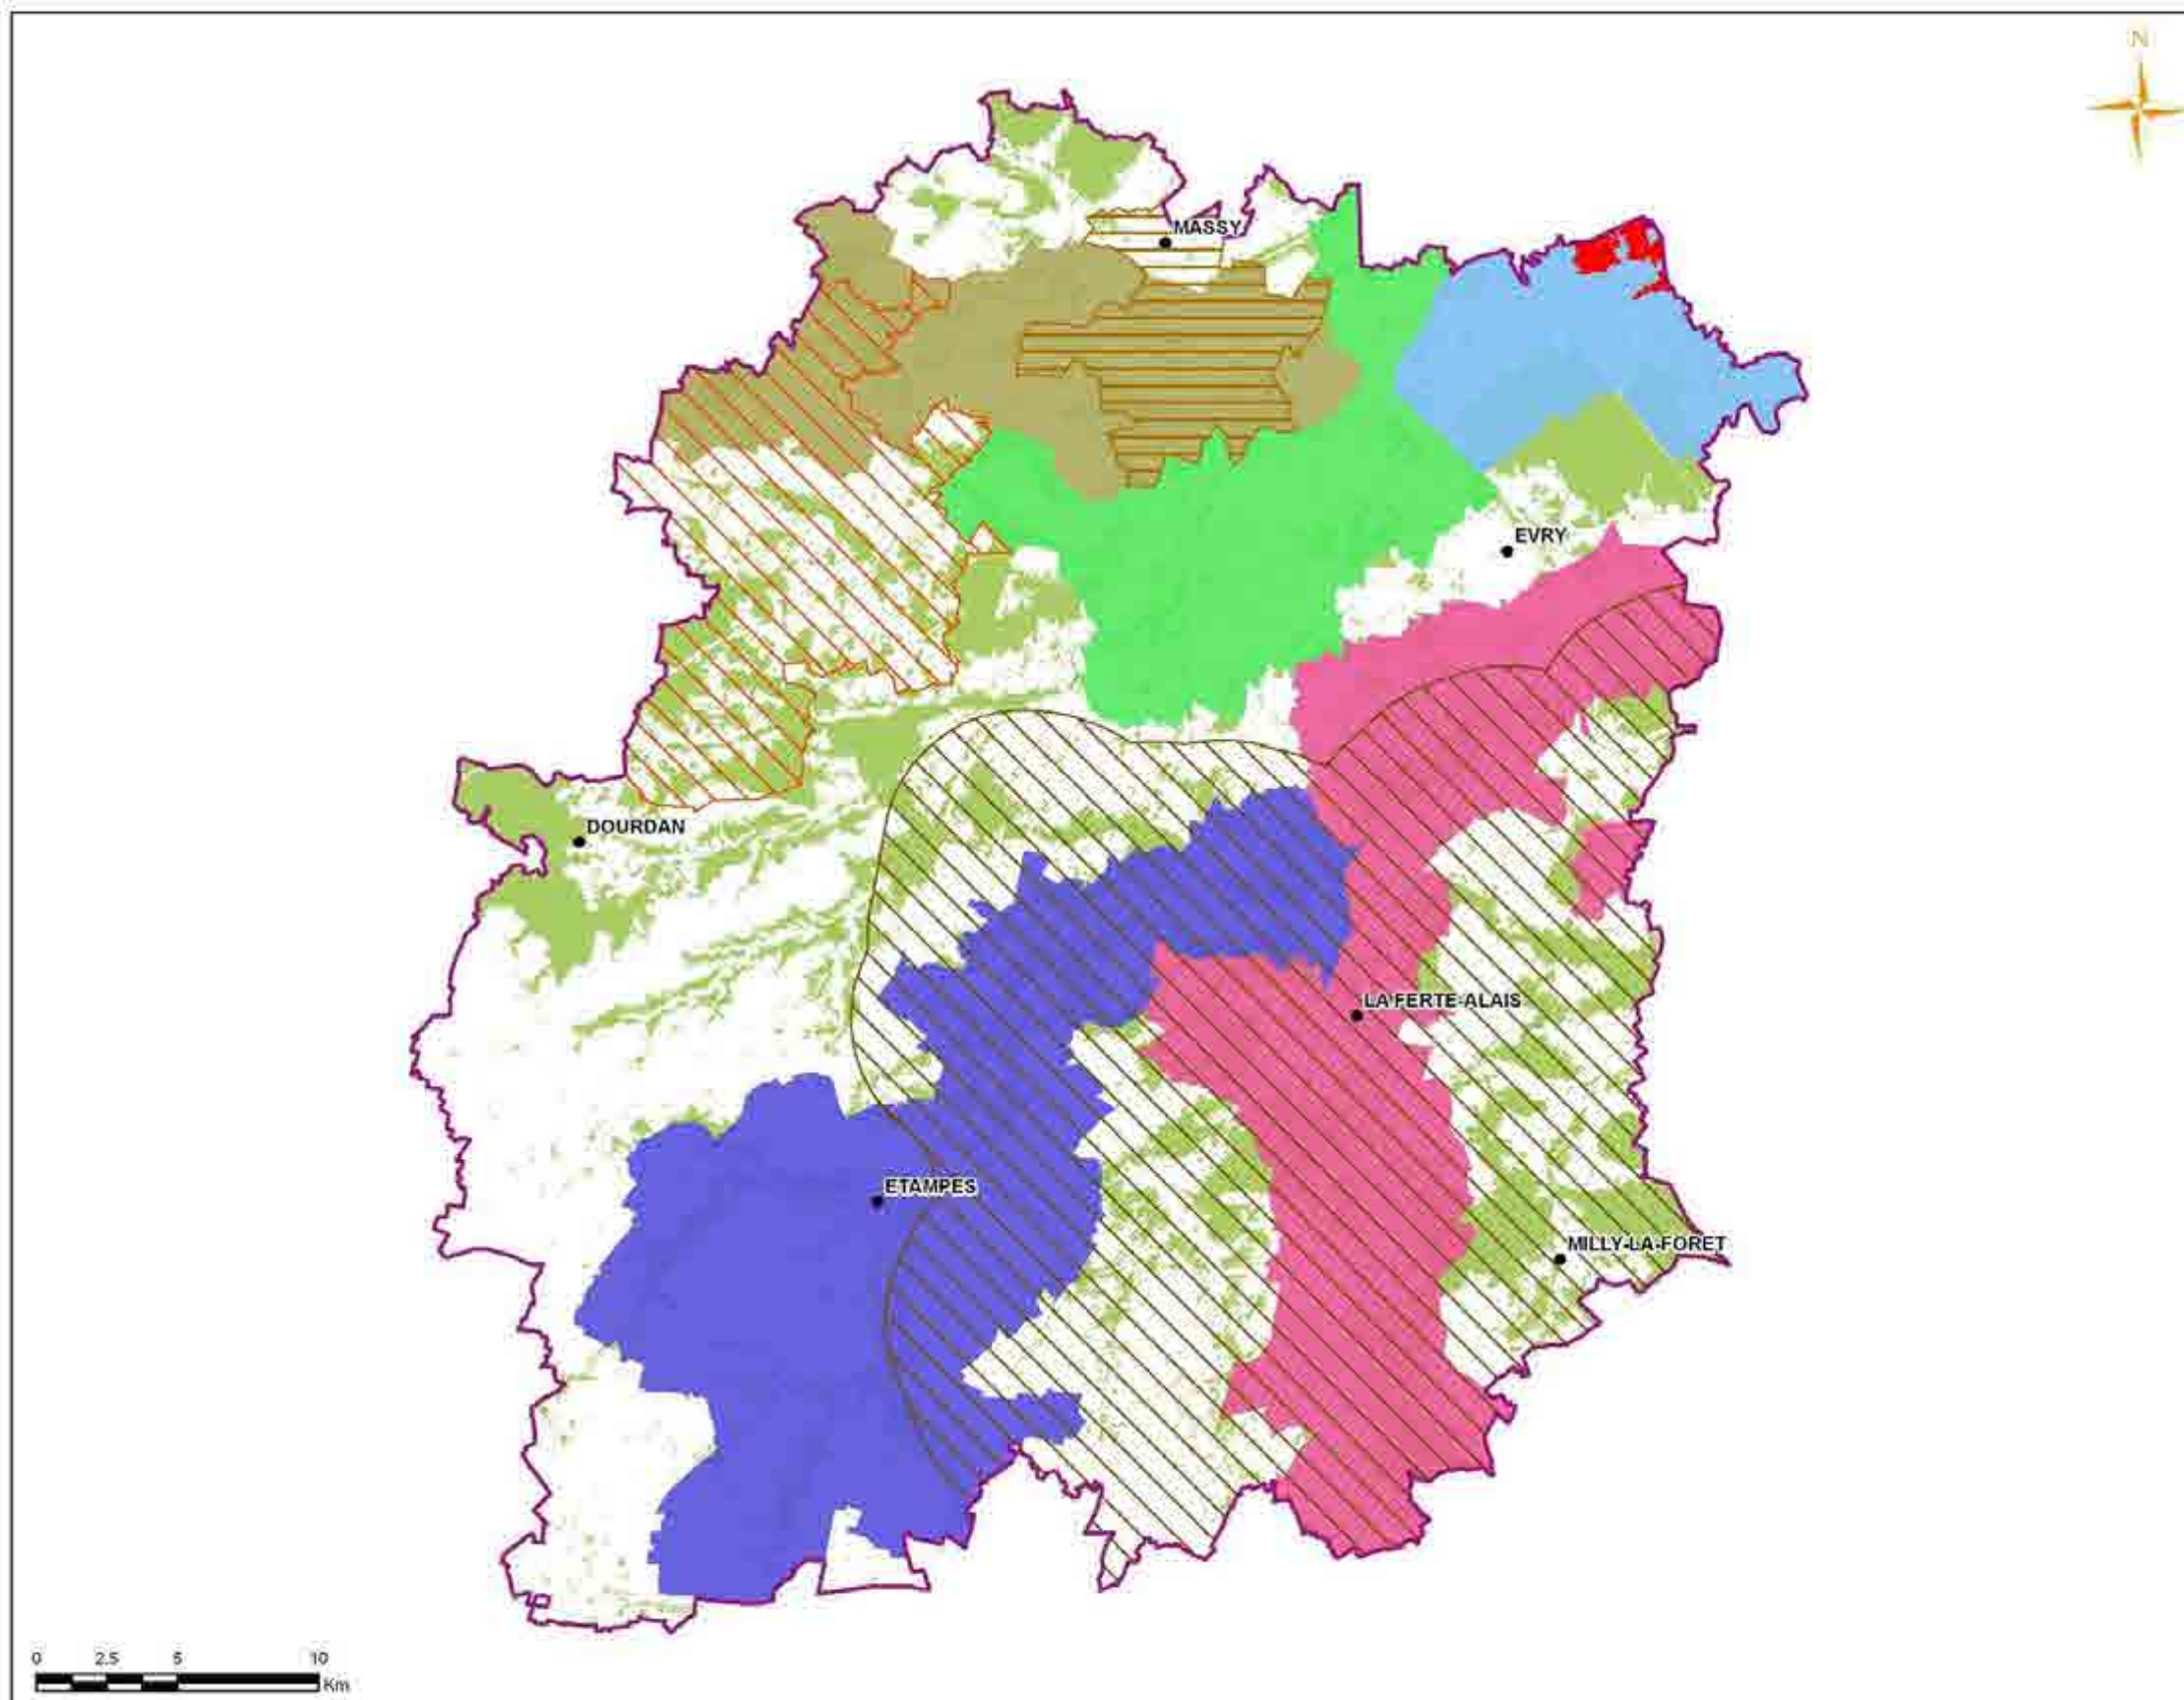 N
MASSY
EVRY
DOURDAN
LA FERTE-ALAIS
ETAMPES
MILLY-LA-FORET
0 2.5 5 10
Km